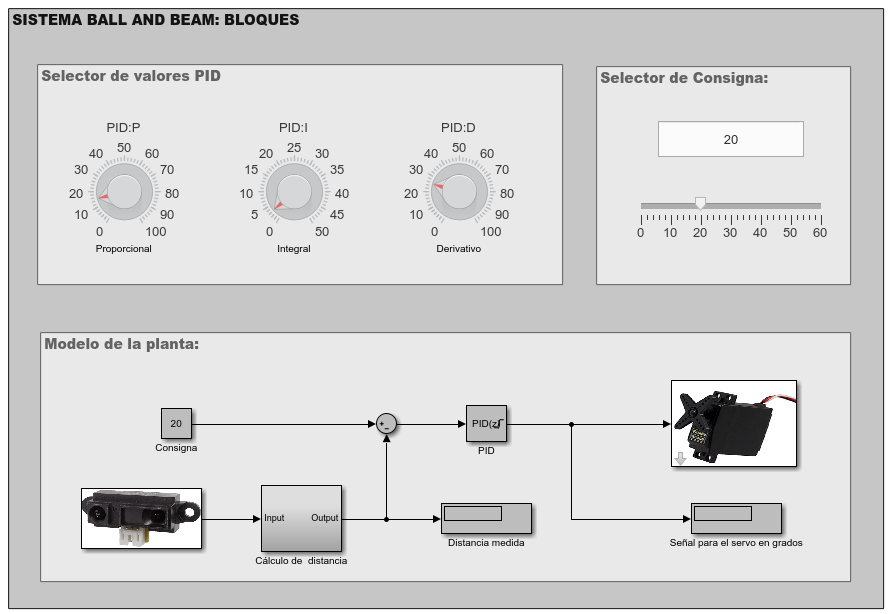 SISTEMA BALL AND BEAM: BLOQUES
Selector de valores PID
PID:P
0 10 20 30 40 50 60 70 80 90 100
Proporcional
PID:I
0 5 10 15 20 25 30 35 40 45 50
Integral
PID:D
0 10 20 30 40 50 60 70 80 90 100
Derivativo
Selector de Consigna:
20
0 10 20 30 40 50 60
Modelo de la planta:
20
Consigna
PID(z)
PID
Input Output
Cálculo de distancia
Distancia medida
Señal para el servo en grados